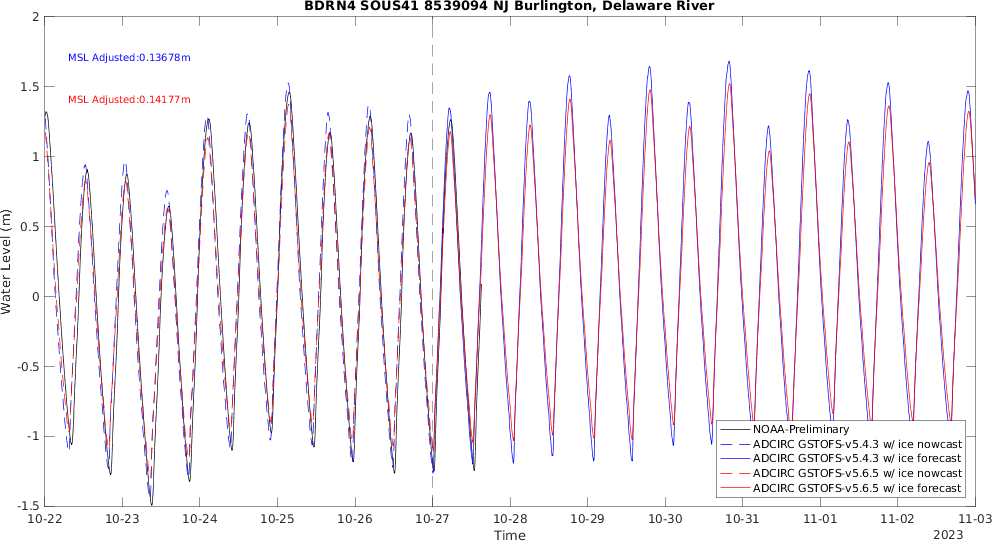 BDRN4 SOUS41 8539094 NJ Burlington, Delaware River
2
1.5
1
0.5
0
-0.5
-1
-1.5
Water Level (m)
MSL Adjusted:0.13678m
MSL Adjusted:0.14177m
NOAA-Preliminary
ADCIRC GSTOFS-v5.4.3 w/ ice nowcast
ADCIRC GSTOFS-v5.4.3 w/ ice forecast
ADCIRC GSTOFS-v5.6.5 w/ ice nowcast
ADCIRC GSTOFS-v5.6.5 w/ ice forecast
10-22 10-23 10-24 10-25 10-26 10-27 10-28 10-29 10-30 10-31 11-01 11-02 11-03
Time
2023